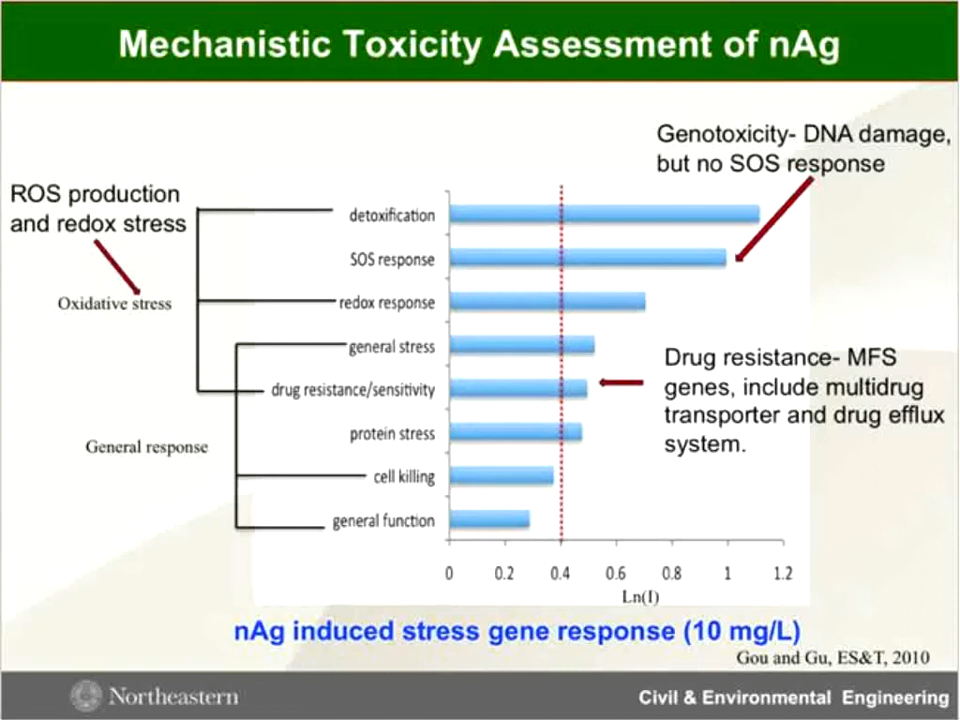 Mechanistic Toxicity Assessment of nAg
Genotoxicity- DNA damage,
but no SOS response
ROS production
and redox stress
detoxification
SOS response
Oxidative stress
redox response
general stress
Drug resistance- MFS
genes, include multidrug
transporter and drug efflux
system.
drug resistance/sensitivity
protein stress
General response
cell killing
general function
0 0.2 0.4 0.6 0.8 1 1.2
Ln(I)
nAg induced stress gene response (10 mg/L)
Gou and Gu, ES&T, 2010
Northeastern
Civil & Environmental Engineering